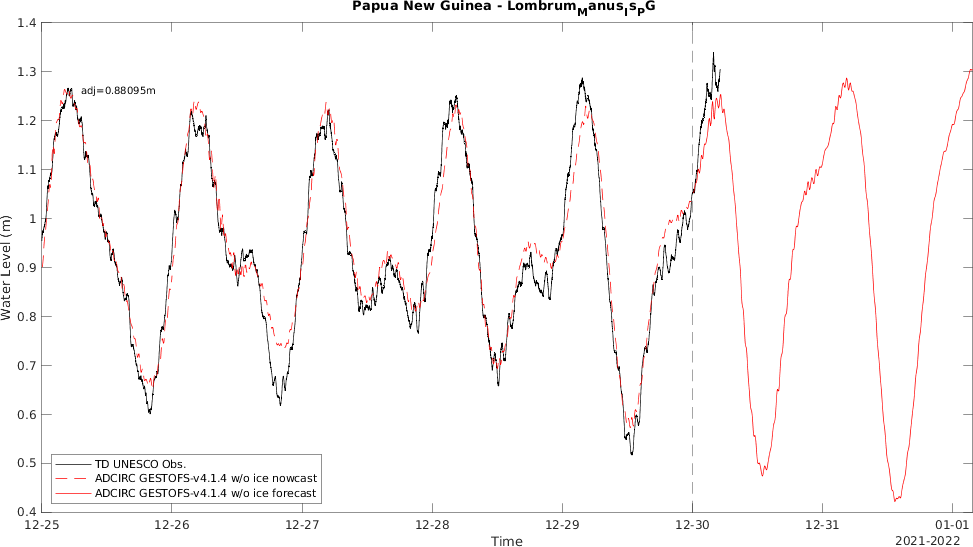 Papua New Guinea - LombrumManusIsPG
1.4
1.3
1.2
1.1
1
0.9
0.8
0.7
0.6
0.5
0.4
Water Level (m)
adj=0.88095m
TD UNESCO Obs.
ADCIRC GESTOFS-v4.1.4 w/o ice nowcast
ADCIRC GESTOFS-v4.1.4 w/o ice forecast
12-25 12-26 12-27 12-28 12-29 12-30 12-31 01-01
Time
2021-2022